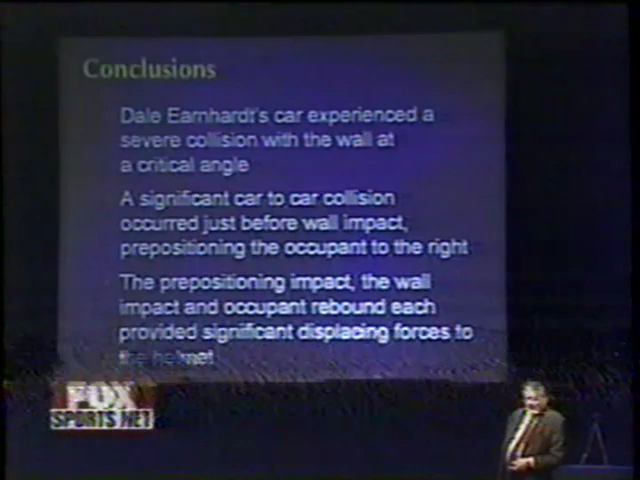 Conclusions
Dale Earnhardt's car experienced a
severe collision with the wall at
a critical angle
A significant car to car collision
occurred just before wall impact,
prepositioning the occupant to the right
The prepositioning impact, the wall
impact and occupant rebound each
provided significant displacing forces to
the helmet
FOX
SPORTS NET